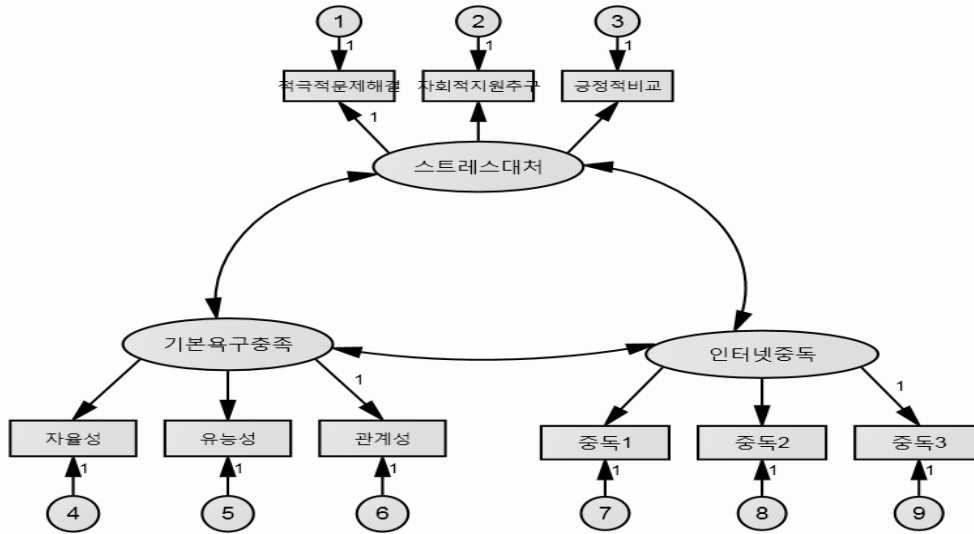 1 2 3
1 1 1
적극적문제해결 자회적지원추구 긍정적비교
1
스트레스대처
기본욕구충족 인터넷중독
1 1
자율성 유능성 관계성 중독1 중독2 중독3
1 1 1 1 1 1
4 5 6 7 8 9